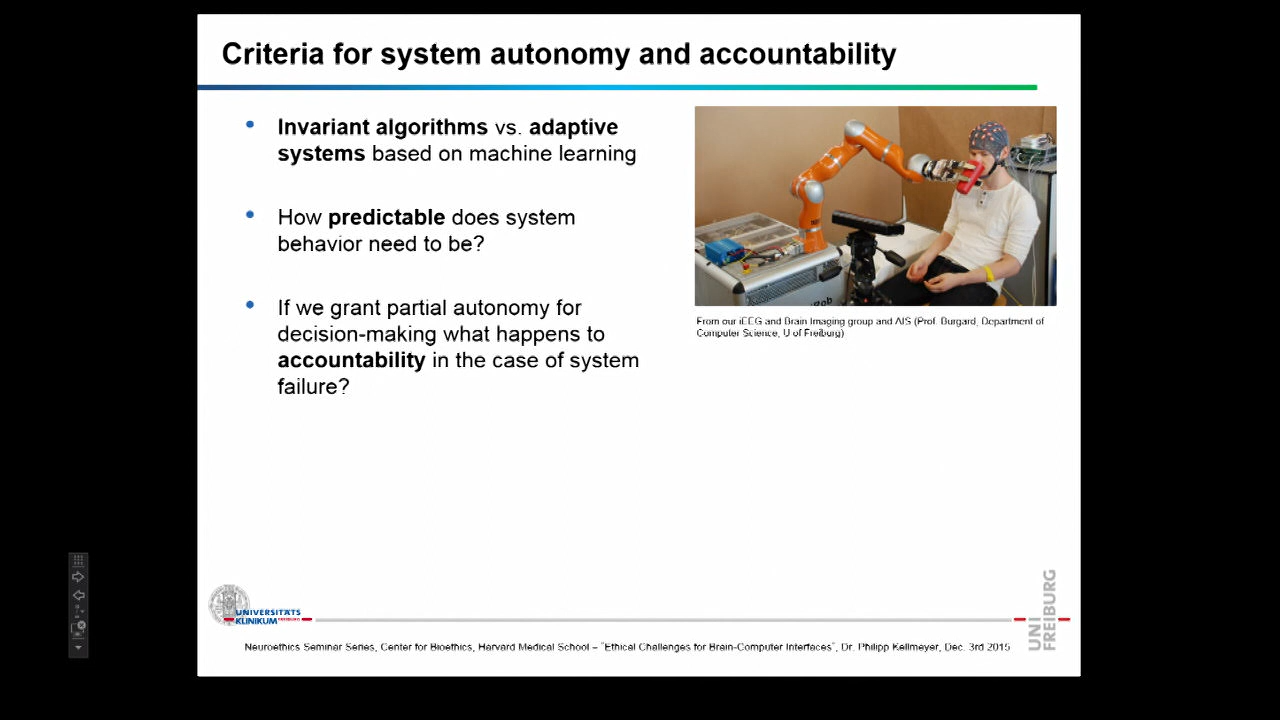 Criteria for system autonomy and accountability
Invariant algorithms vs. adaptive
systems based on machine learning
How predictable does system
behavior need to be?
If we grant partial autonomy for
decision-making what happens to
accountability in the case of system
failure?
From our iEEG and Brain Imaging group and AIS (Prof. Burgard, Department of
Computer Science, U of Freiburg)
UNIVERSITÄTS
KLINIKUM
UNI
FREIBURG
Neuroethics Seminar Series, Center for Bioethics, Harvard Medical School – "Ethical Challenges for Brain-Computer Interfaces", Dr. Philipp Kellmeyer, Dec. 3rd 2015